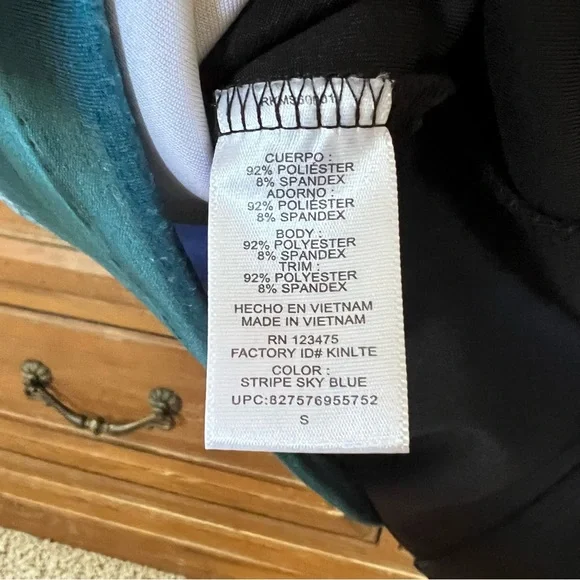 CUERPO :
92% POLIÉSTER
8% SPANDEX
ADORNO :
92% POLIÉSTER
8% SPANDEX
BODY :
92% POLYESTER
8% SPANDEX
TRIM :
92% POLYESTER
8% SPANDEX
HECHO EN VIETNAM
MADE IN VIETNAM
RN 123475
FACTORY ID# KINLTE
COLOR :
STRIPE SKY BLUE
UPC:827576955752
S